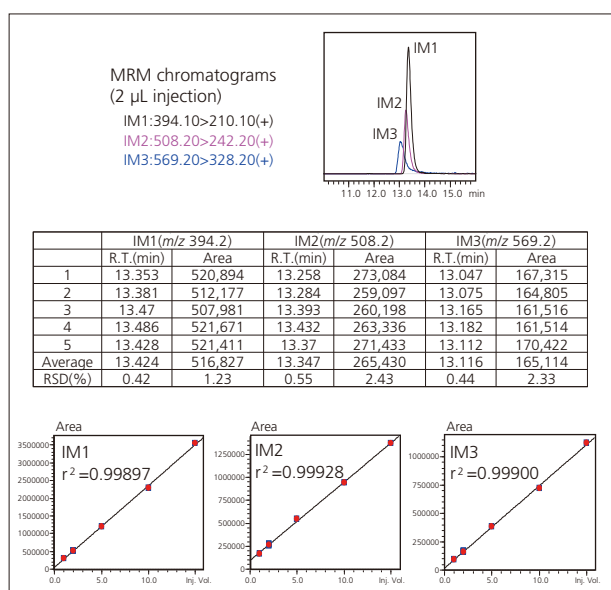 MRM chromatograms
(2 µL injection)
IM1:394.10>210.10(+)
IM2:508.20>242.20(+)
IM3:569.20>328.20(+)
IM1
IM2
IM3
11.0 12.0 13.0 14.0 15.0 min
IM1(m/z 394.2) IM2(m/z 508.2) IM3(m/z 569.2)
R.T.(min) Area R.T.(min) Area R.T.(min) Area
1 13.353 520,894 13.258 273,084 13.047 167,315
2 13.381 512,177 13.284 259,097 13.075 164,805
3 13.47 507,981 13.393 260,198 13.165 161,516
4 13.486 521,671 13.432 263,336 13.182 161,514
5 13.428 521,411 13.37 271,433 13.112 170,422
Average 13.424 516,827 13.347 265,430 13.116 165,114
RSD(%) 0.42 1.23 0.55 2.43 0.44 2.33
Area
IM1
r²=0.99897
3500000
3000000
2500000
2000000
1500000
1000000
500000
0
0.0 5.0 10.0 Inj. Vol.
Area
IM2
r²=0.99928
1250000
1000000
750000
500000
250000
0
0.0 5.0 10.0 Inj. Vol.
Area
IM3
r²=0.99900
1000000
750000
500000
250000
0
0.0 5.0 10.0 Inj. Vol.